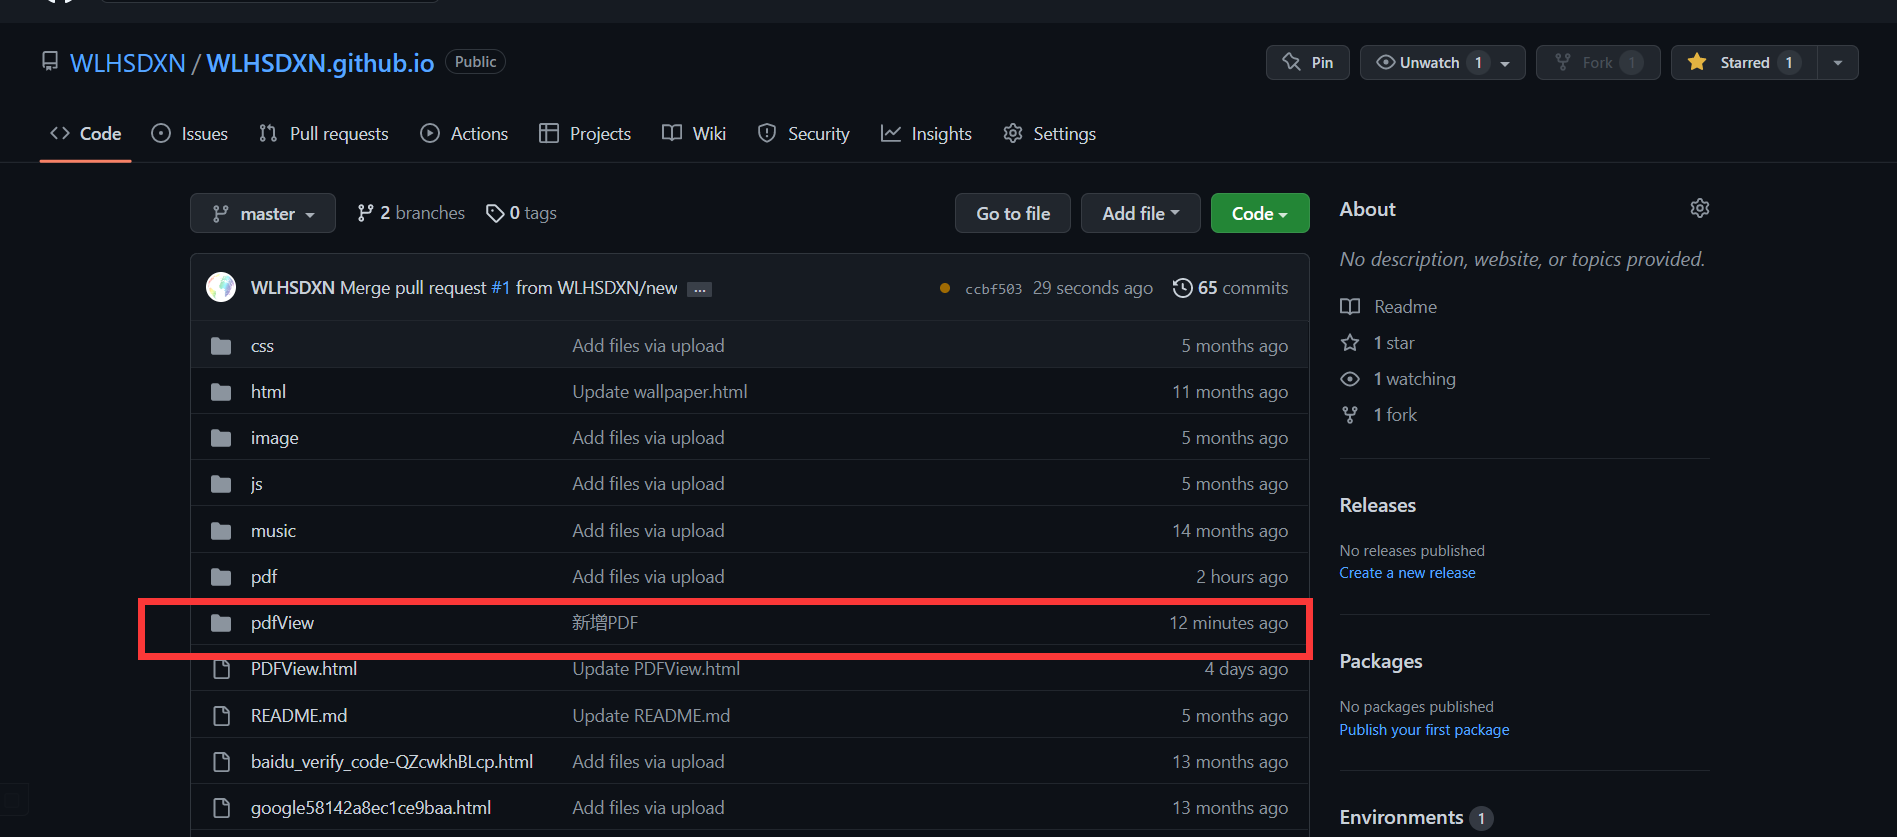 WLHSDXN / WLHSDXN.github.io Public
Pin Unwatch 1 Fork 1 Starred 1
Code Issues Pull requests Actions Projects Wiki Security Insights Settings
master 2 branches 0 tags Go to file Add file Code
WLHSDXN Merge pull request #1 from WLHSDXN/new ... ccbf503 29 seconds ago 65 commits
css Add files via upload 5 months ago
html Update wallpaper.html 11 months ago
image Add files via upload 5 months ago
js Add files via upload 5 months ago
music Add files via upload 14 months ago
pdf Add files via upload 2 hours ago
pdfView 新增PDF 12 minutes ago
PDFView.html Update PDFView.html 4 days ago
README.md Update README.md 5 months ago
baidu_verify_code-QZcwkhBLcp.html Add files via upload 13 months ago
google58142a8ec1ce9baa.html Add files via upload 13 months ago
About
No description, website, or topics provided.
Readme
1 star
1 watching
1 fork
Releases
No releases published
Create a new release
Packages
No packages published
Publish your first package
Environments 1